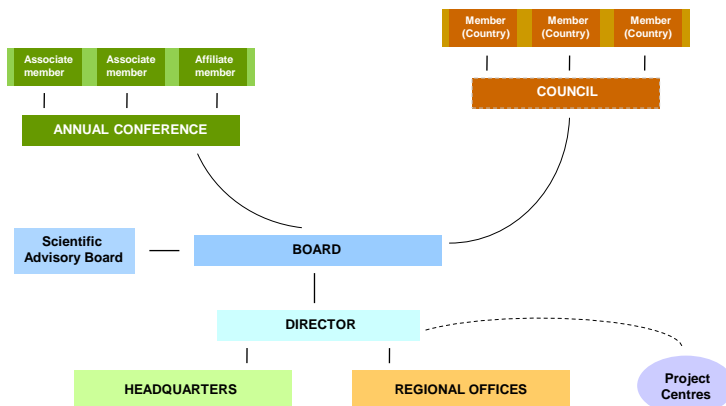 Member
(Country)
Member
(Country)
Member
(Country)
Associate
member
Associate
member
Affiliate
member
COUNCIL
ANNUAL CONFERENCE
Scientific
Advisory Board
BOARD
DIRECTOR
HEADQUARTERS
REGIONAL OFFICES
Project
Centres